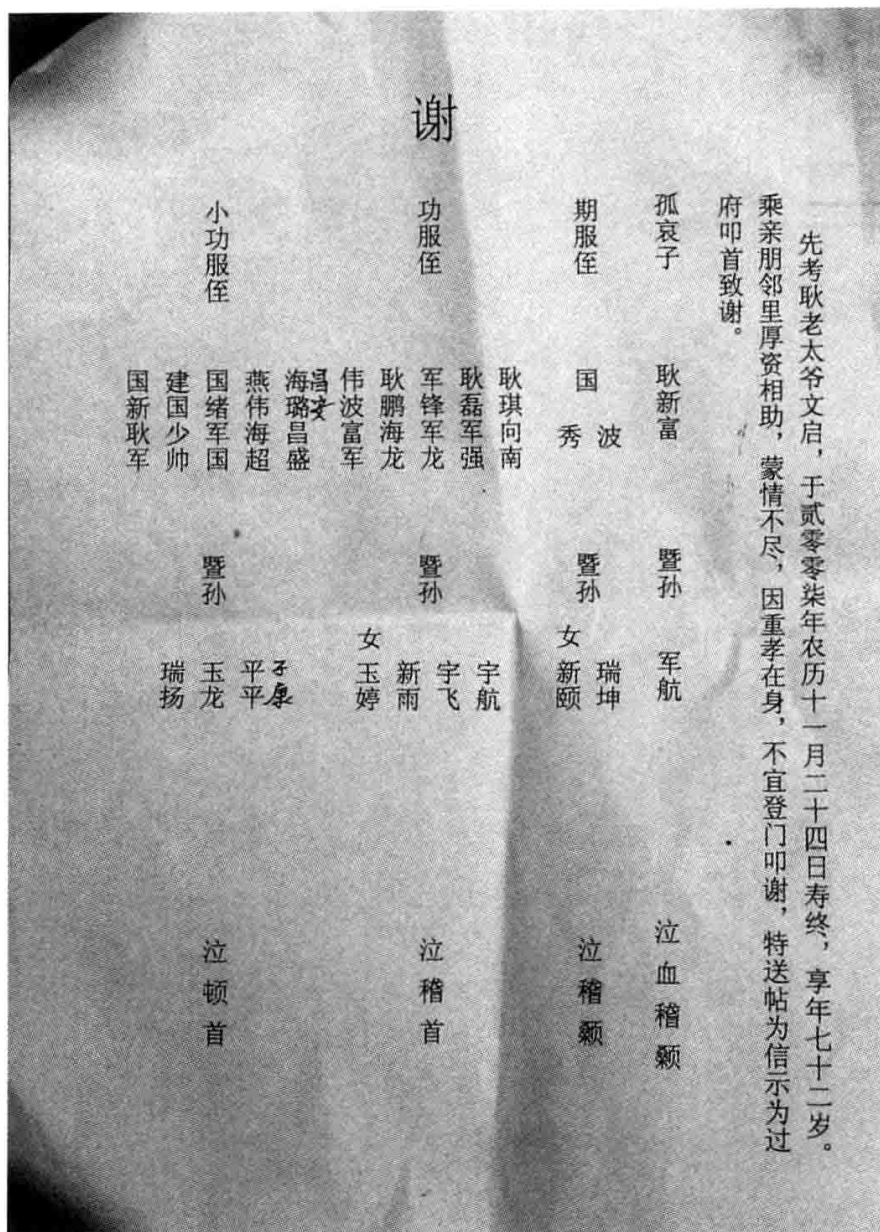 先考耿老太爷文启，于贰零零柒年农历十一月二十四日寿终，享年七十二岁。
乘亲朋邻里厚资相助，蒙情不尽，因重孝在身，不宜登门叩谢，特送帖为信示为过
府叩首致谢。
孤哀子 耿新富 暨孙 军航 泣血稽颡
期服侄 国 波 秀 暨孙 瑞坤 女 新颐 泣稽颡
功服侄
耿琪向南
耿磊军强
军锋军龙
耿鹏海龙
伟波富军
昌安
暨孙
宇航
宇飞
新雨
女 玉婷
泣稽首
谢
小功服侄
海璐昌盛
燕伟海超
国绪军国
建国少帅
国新耿军
暨孙
子康
平平
玉龙
瑞扬
泣顿首